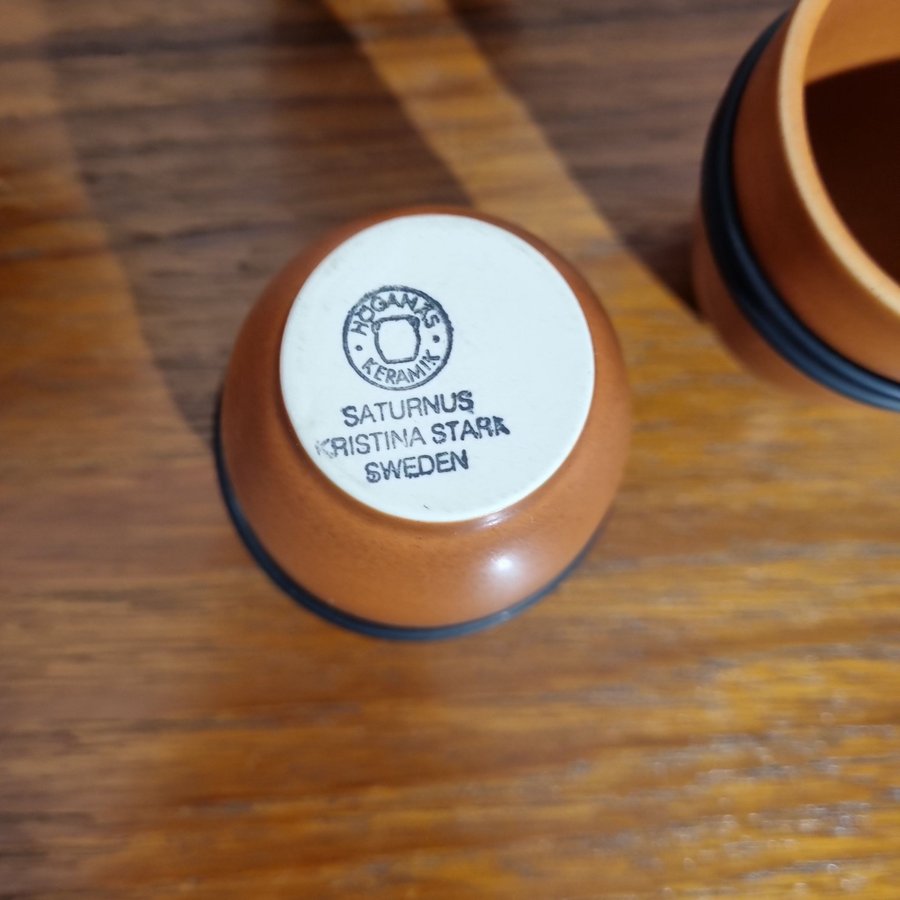 HÖGANÄS
KERAMIK
SATURNUS
KRISTINA STARK
SWEDEN